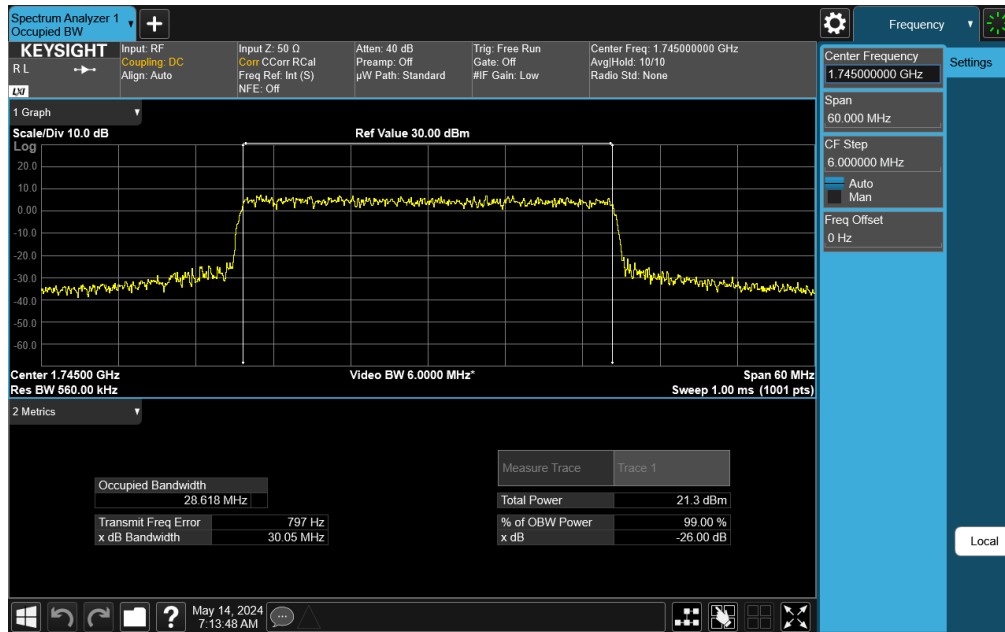 Spectrum Analyzer 1
Occupied BW
Frequency
KEYSIGHT
R L
LXI
Input: RF
Coupling: DC
Align: Auto
Input Z: 50 Ω
Corr CCorr RCal
Freq Ref: Int (S)
NFE: Off
Atten: 40 dB
Preamp: Off
µW Path: Standard
Trig: Free Run
Gate: Off
#IF Gain: Low
Center Freq: 1.745000000 GHz
Avg|Hold: 10/10
Radio Std: None
1 Graph
Scale/Div 10.0 dB
Ref Value 30.00 dBm
Log
20.0
10.0
0.00
-10.0
-20.0
-30.0
-40.0
-50.0
-60.0
Center 1.74500 GHz
Video BW 6.0000 MHz*
Span 60 MHz
Res BW 560.00 kHz
Sweep 1.00 ms (1001 pts)
2 Metrics
Measure Trace Trace 1
Occupied Bandwidth
28.618 MHz
Total Power 21.3 dBm
Transmit Freq Error 797 Hz
% of OBW Power 99.00 %
x dB Bandwidth 30.05 MHz
x dB -26.00 dB
Center Frequency
1.745000000 GHz
Settings
Span
60.000 MHz
CF Step
6.000000 MHz
Auto
Man
Freq Offset
0 Hz
Local
?
May 14, 2024
7:13:48 AM